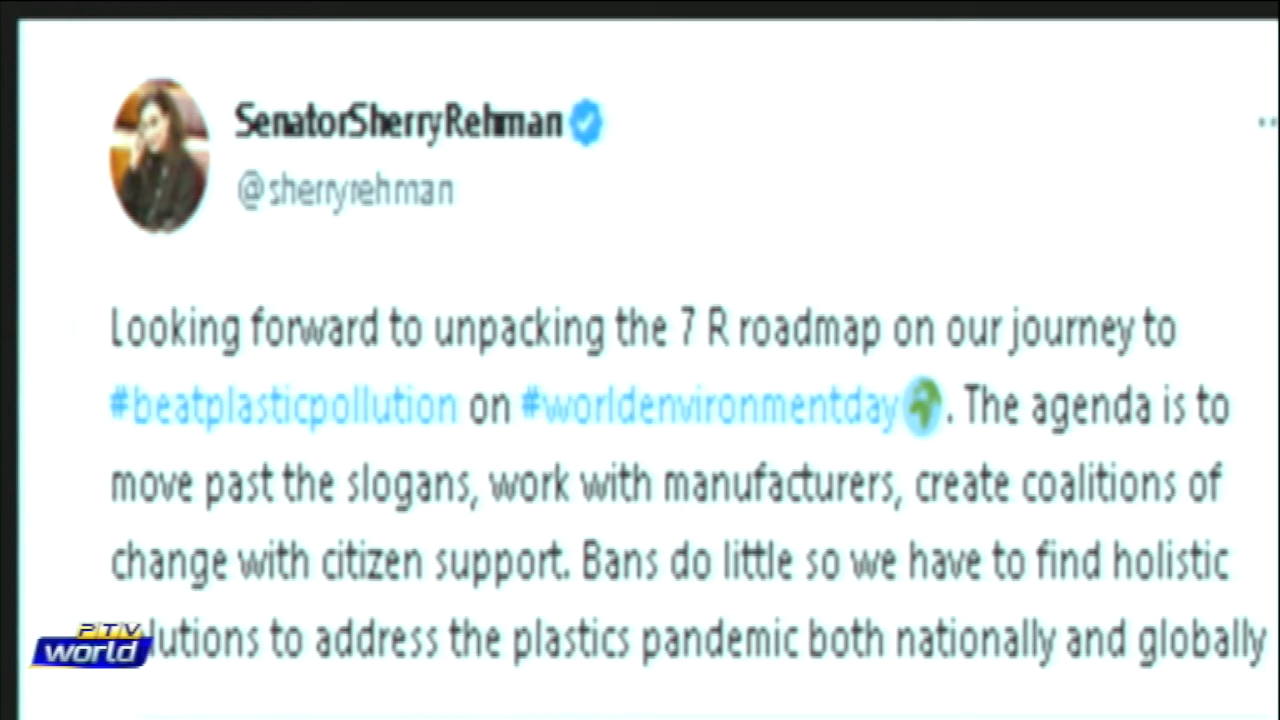 SenatorSherryRehman
@sherryrehman
Looking forward to unpacking the 7 R roadmap on our journey to
#beatplasticpollution on #worldenvironmentday. The agenda is to
move past the slogans, work with manufacturers, create coalitions of
change with citizen support. Bans do little so we have to find holistic
lutions to address the plastics pandemic both nationally and globally
PTV
world